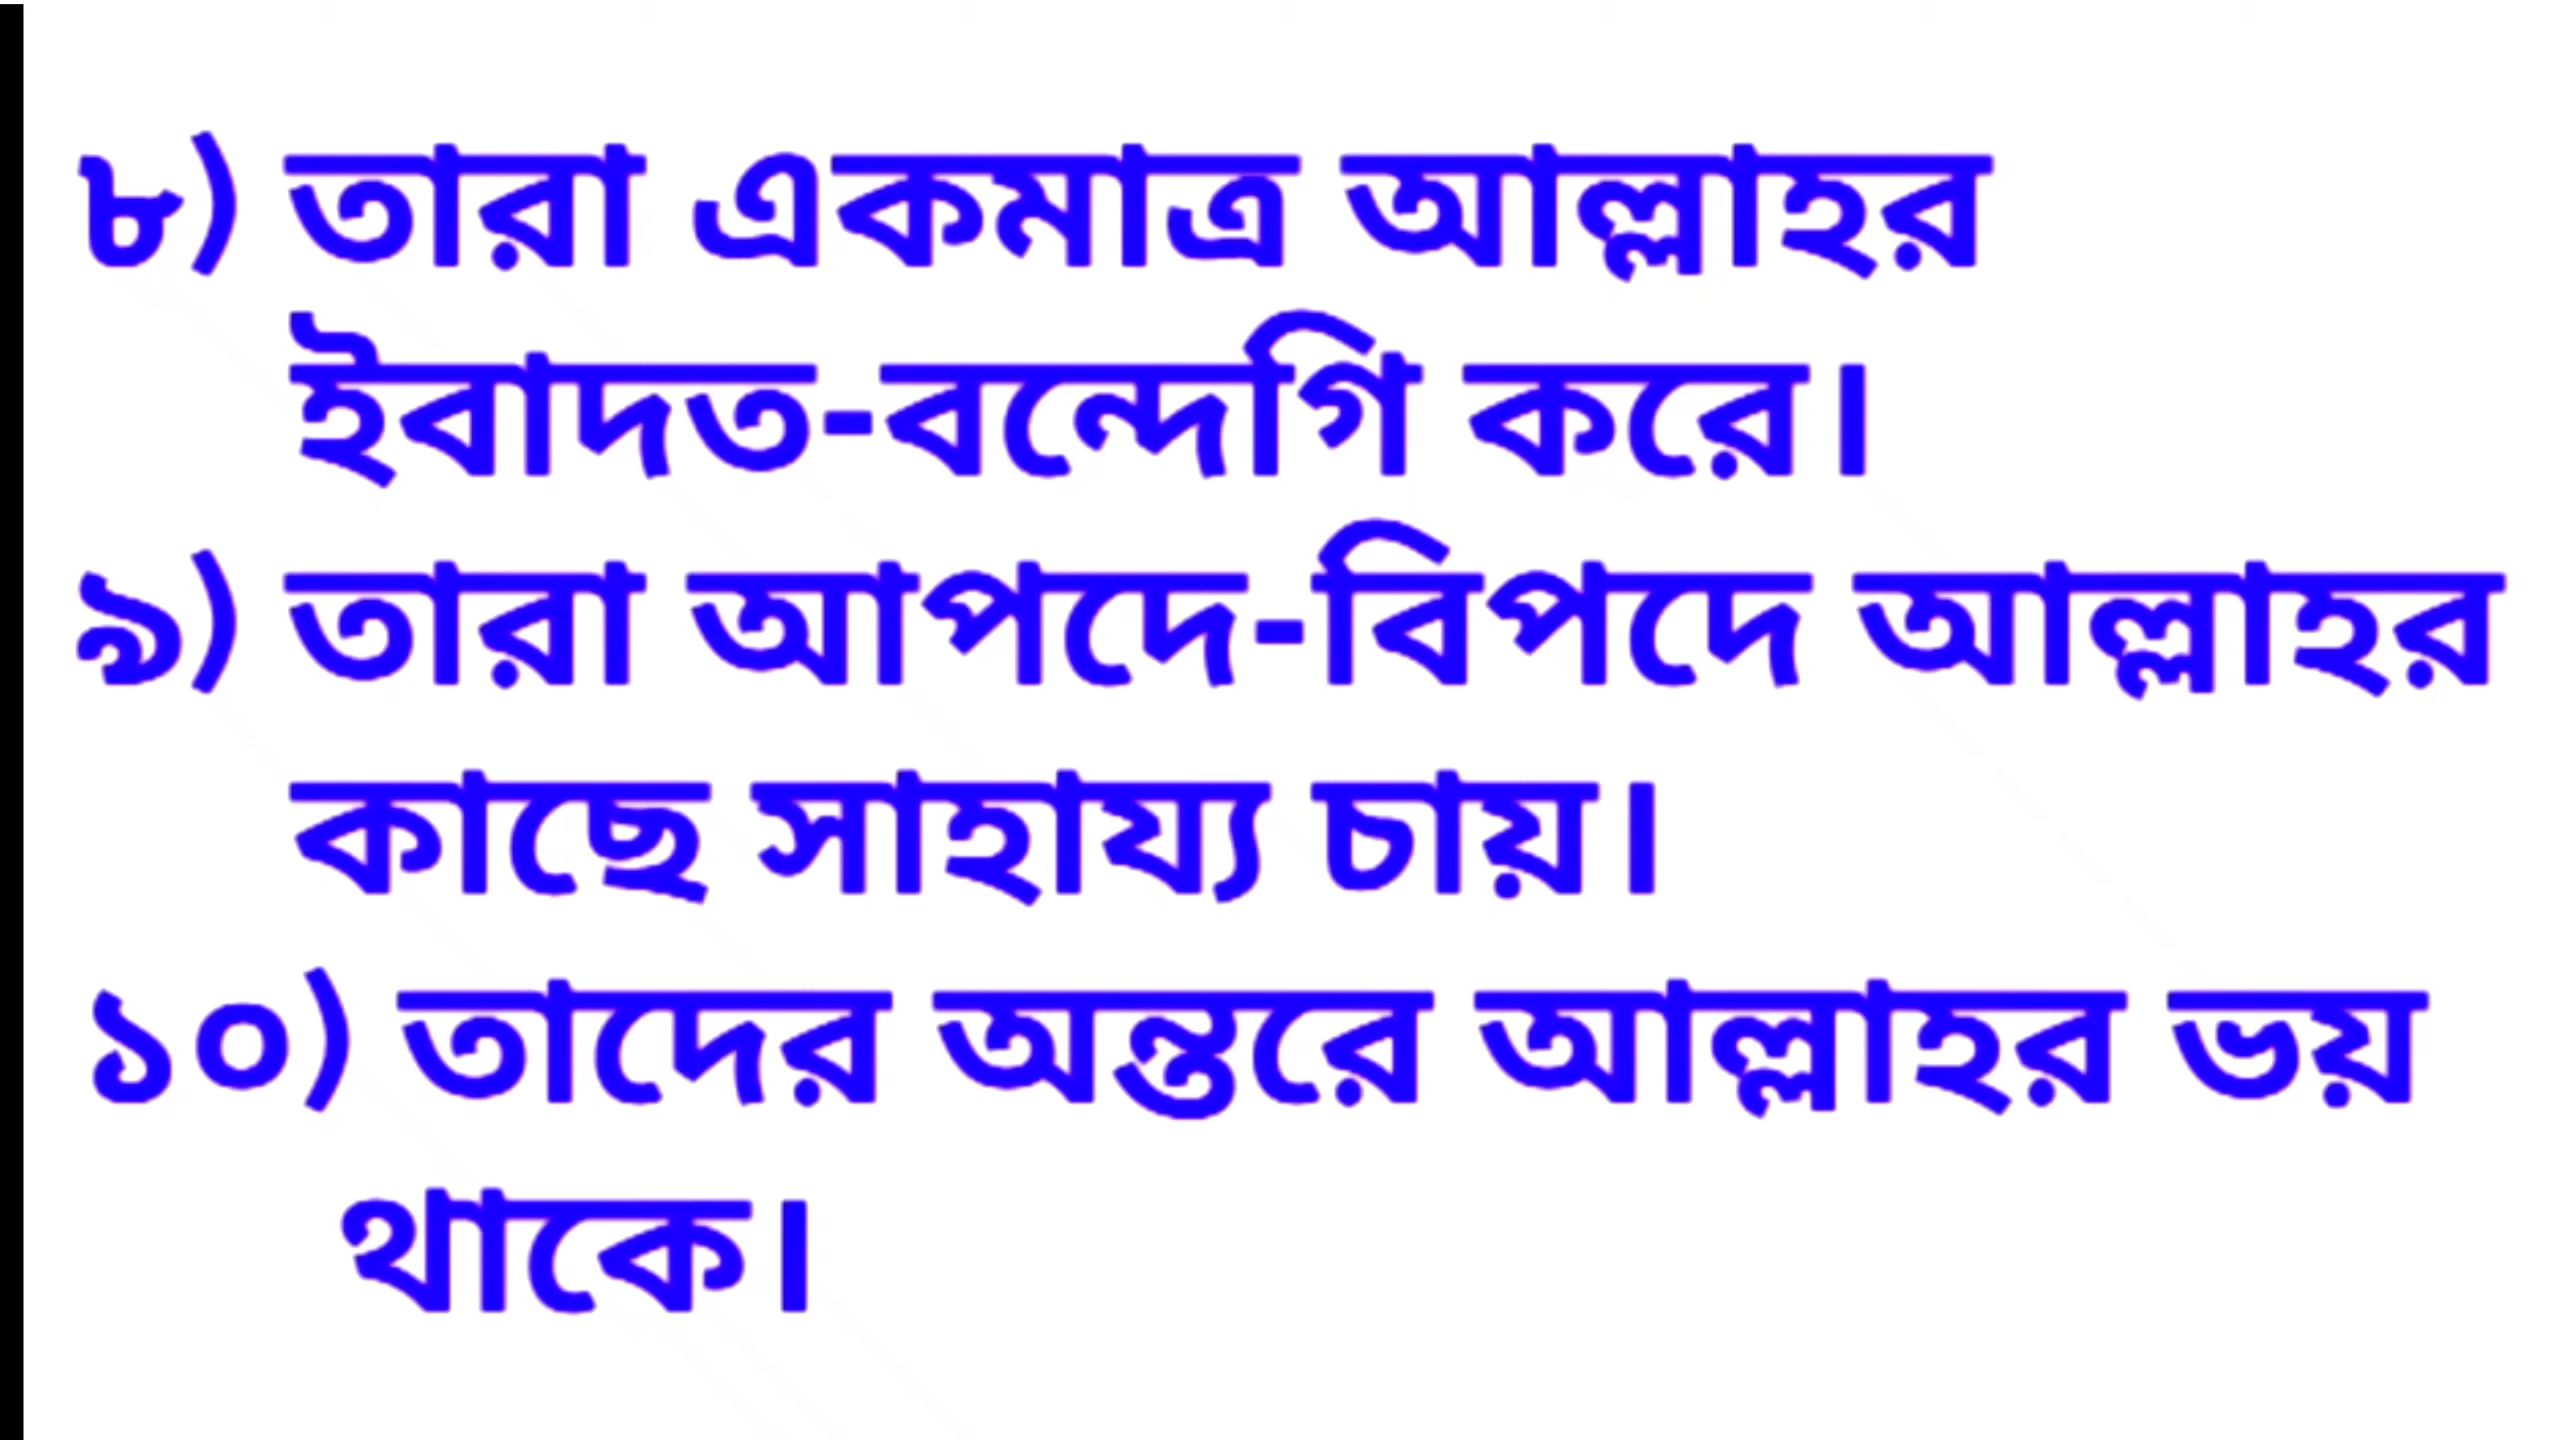 ৮) তারা একমাত্র আল্লাহর
ইবাদত-বন্দেগি করে।
৯) তারা আপদে-বিপদে আল্লাহর
কাছে সাহায্য চায়।
১০) তাদের অন্তরে আল্লাহর ভয়
থাকে।